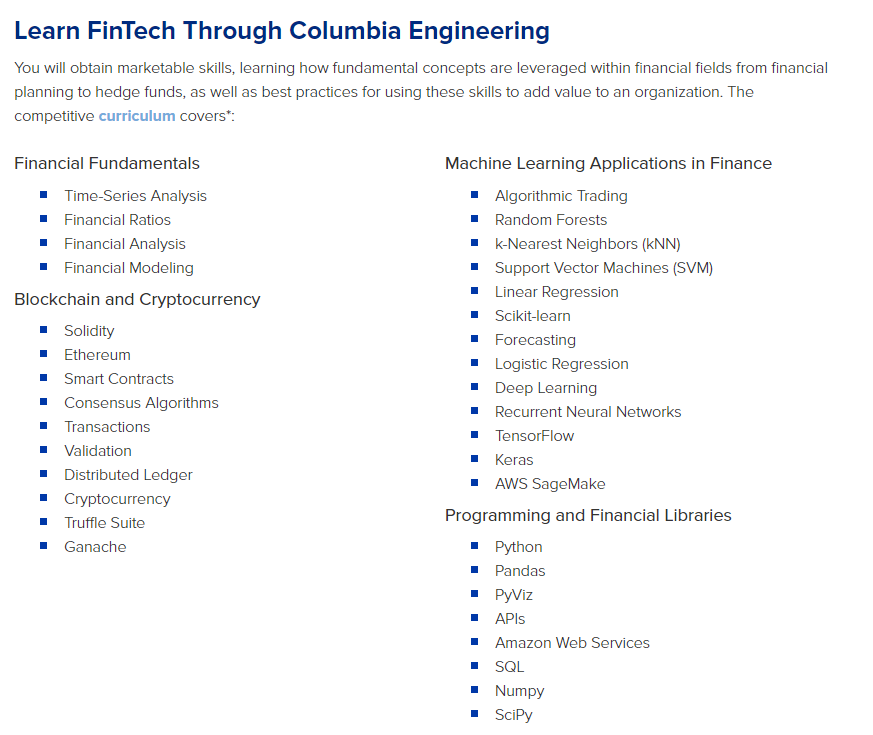 Learn FinTech Through Columbia Engineering
You will obtain marketable skills, learning how fundamental concepts are leveraged within financial fields from financial
planning to hedge funds, as well as best practices for using these skills to add value to an organization. The
competitive curriculum covers*:
Financial Fundamentals
Time-Series Analysis
Financial Ratios
Financial Analysis
Financial Modeling
Blockchain and Cryptocurrency
Solidity
Ethereum
Smart Contracts
Consensus Algorithms
Transactions
Validation
Distributed Ledger
Cryptocurrency
Truffle Suite
Ganache
Machine Learning Applications in Finance
Algorithmic Trading
Random Forests
k-Nearest Neighbors (kNN)
Support Vector Machines (SVM)
Linear Regression
Scikit-learn
Forecasting
Logistic Regression
Deep Learning
Recurrent Neural Networks
TensorFlow
Keras
AWS SageMake
Programming and Financial Libraries
Python
Pandas
PyViz
APIs
Amazon Web Services
SQL
Numpy
SciPy